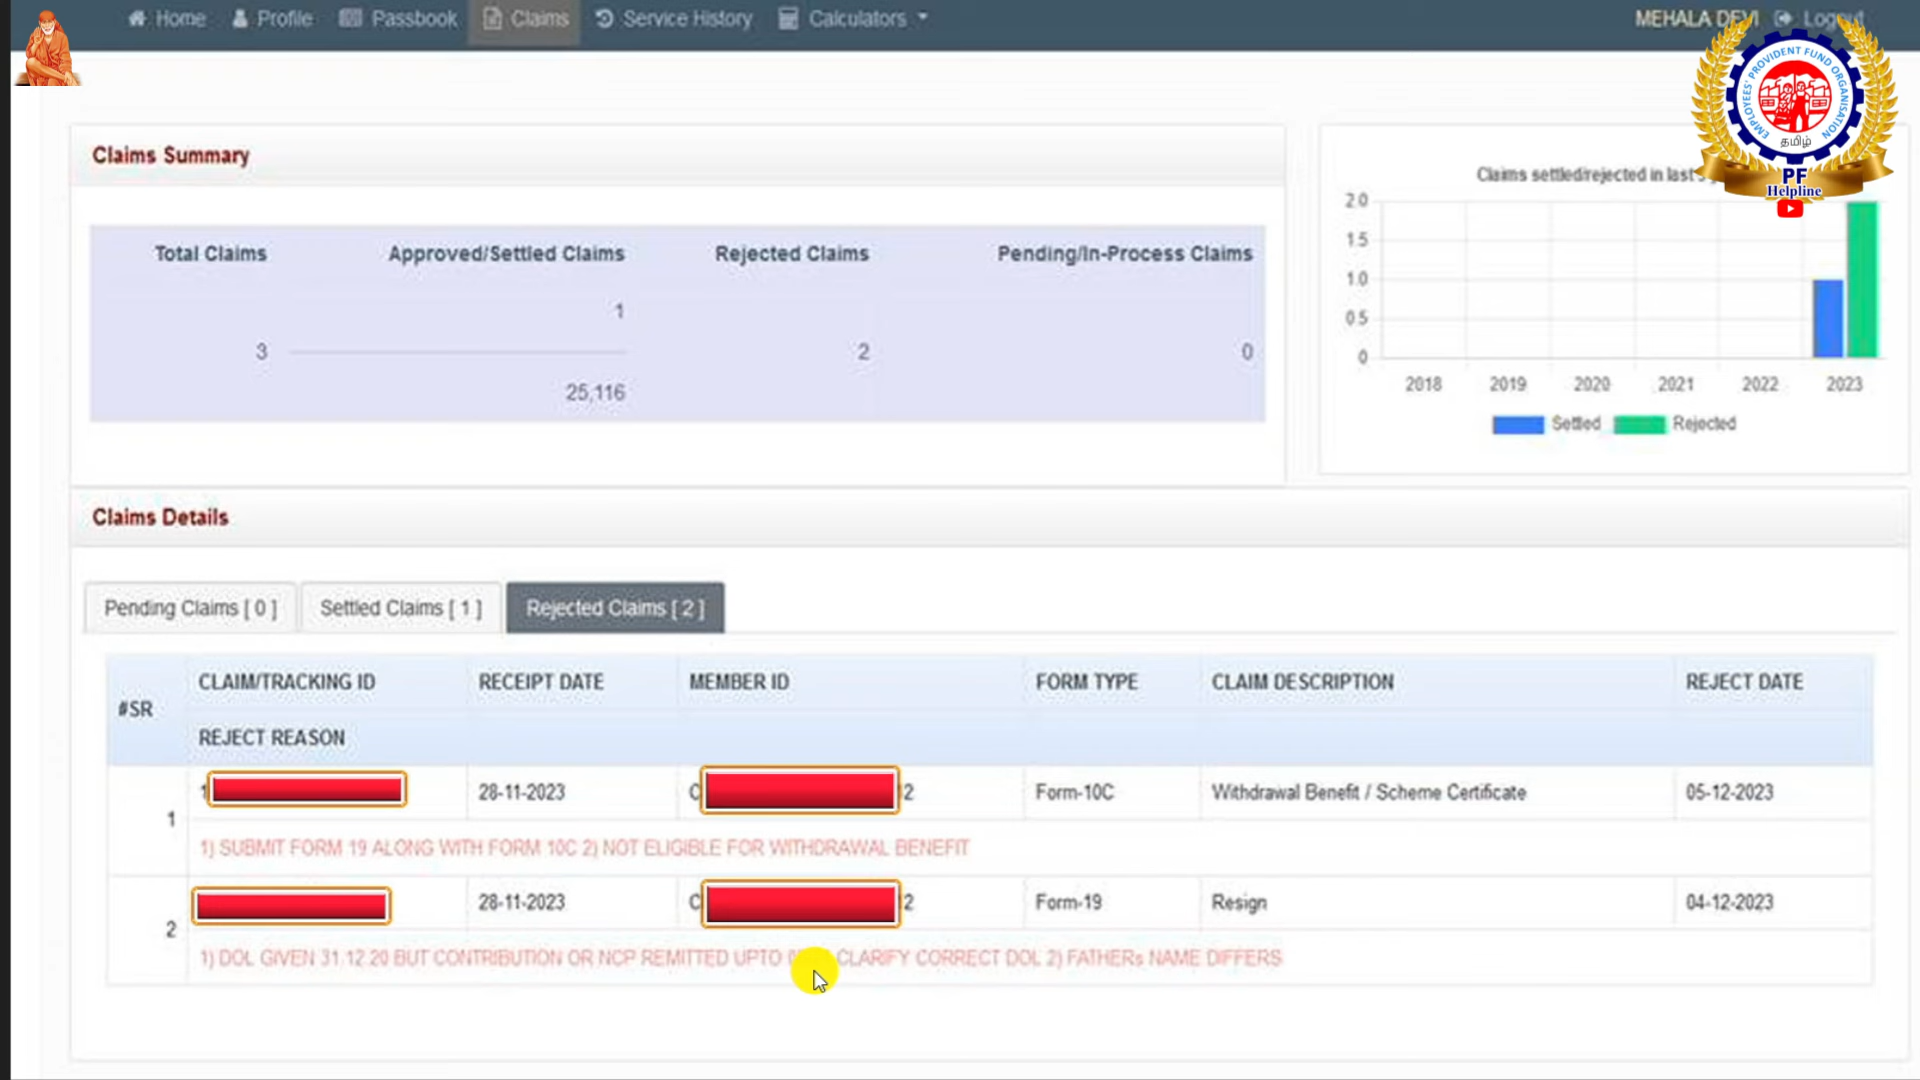 Home Profile Passbook Claims Service History Calculators MEHALA DEVI Logout
EMPLOYEES' PROVIDENT FUND ORGANISATION
தமிழ்
PF
Helpline
Claims Summary
Total Claims Approved/Settled Claims Rejected Claims Pending/In-Process Claims
1
3 2 0
25,116
Claims settled/rejected in last
2.0
1.5
1.0
0.5
0
2018 2019 2020 2021 2022 2023
Settled Rejected
Claims Details
Pending Claims [ 0 ] Settled Claims [ 1 ] Rejected Claims [ 2 ]
#SR CLAIM/TRACKING ID RECEIPT DATE MEMBER ID FORM TYPE CLAIM DESCRIPTION REJECT DATE
REJECT REASON
1 28-11-2023 2 Form-10C Withdrawal Benefit / Scheme Certificate 05-12-2023
1) SUBMIT FORM 19 ALONG WITH FORM 10C 2) NOT ELIGIBLE FOR WITHDRAWAL BENEFIT
2 28-11-2023 2 Form-19 Resign 04-12-2023
1) DOL GIVEN 31.12.20 BUT CONTRIBUTION OR NCP REMITTED UPTO CLARIFY CORRECT DOL 2) FATHERs NAME DIFFERS